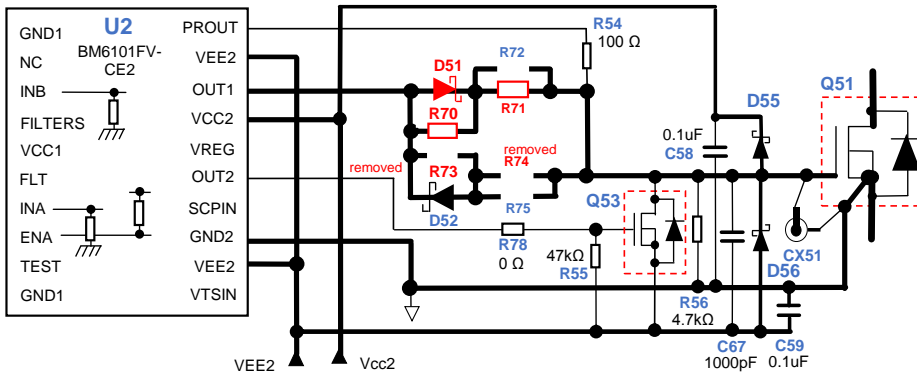 U2
BM6101FV-
CE2
GND1
NC
INB
FILTERS
VCC1
FLT
INA
ENA
TEST
GND1
PROUT
VEE2
OUT1
VCC2
VREG
OUT2
SCPIN
GND2
VEE2
VTSIN
R54
100 Ω
R72
D51
R71
R70
removed
R73
removed
R74
D52
R75
R78
0 Ω
47kΩ
R55
Q53
0.1uF
C58
D55
Q51
CX51
D56
R56
4.7kΩ
C67
1000pF
C59
0.1uF
VEE2
Vcc2